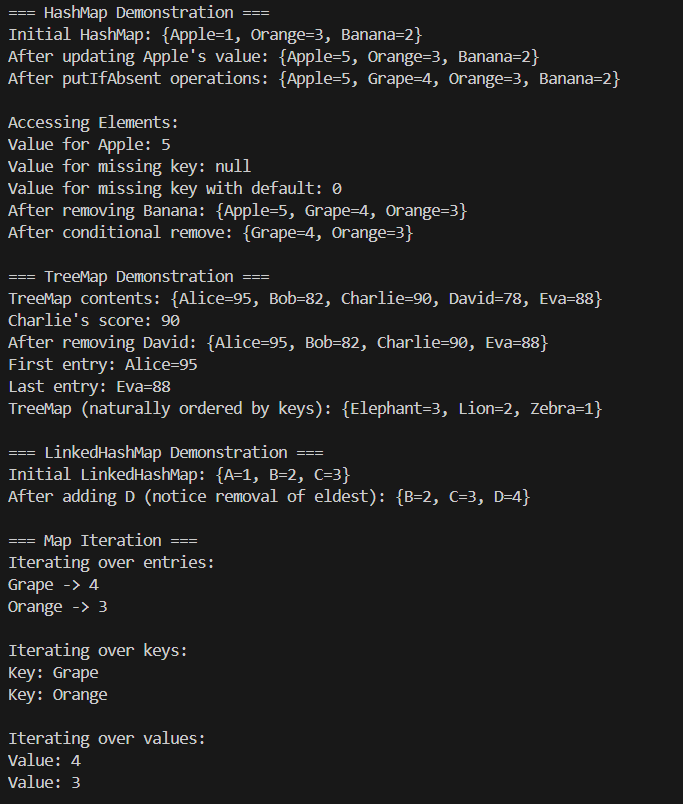 === HashMap Demonstration ===
Initial HashMap: {Apple=1, Orange=3, Banana=2}
After updating Apple's value: {Apple=5, Orange=3, Banana=2}
After putIfAbsent operations: {Apple=5, Grape=4, Orange=3, Banana=2}

Accessing Elements:
Value for Apple: 5
Value for missing key: null
Value for missing key with default: 0
After removing Banana: {Apple=5, Grape=4, Orange=3}
After conditional remove: {Grape=4, Orange=3}

=== TreeMap Demonstration ===
TreeMap contents: {Alice=95, Bob=82, Charlie=90, David=78, Eva=88}
Charlie's score: 90
After removing David: {Alice=95, Bob=82, Charlie=90, Eva=88}
First entry: Alice=95
Last entry: Eva=88
TreeMap (naturally ordered by keys): {Elephant=3, Lion=2, Zebra=1}

=== LinkedHashMap Demonstration ===
Initial LinkedHashMap: {A=1, B=2, C=3}
After adding D (notice removal of eldest): {B=2, C=3, D=4}

=== Map Iteration ===
Iterating over entries:
Grape -> 4
Orange -> 3

Iterating over keys:
Key: Grape
Key: Orange

Iterating over values:
Value: 4
Value: 3